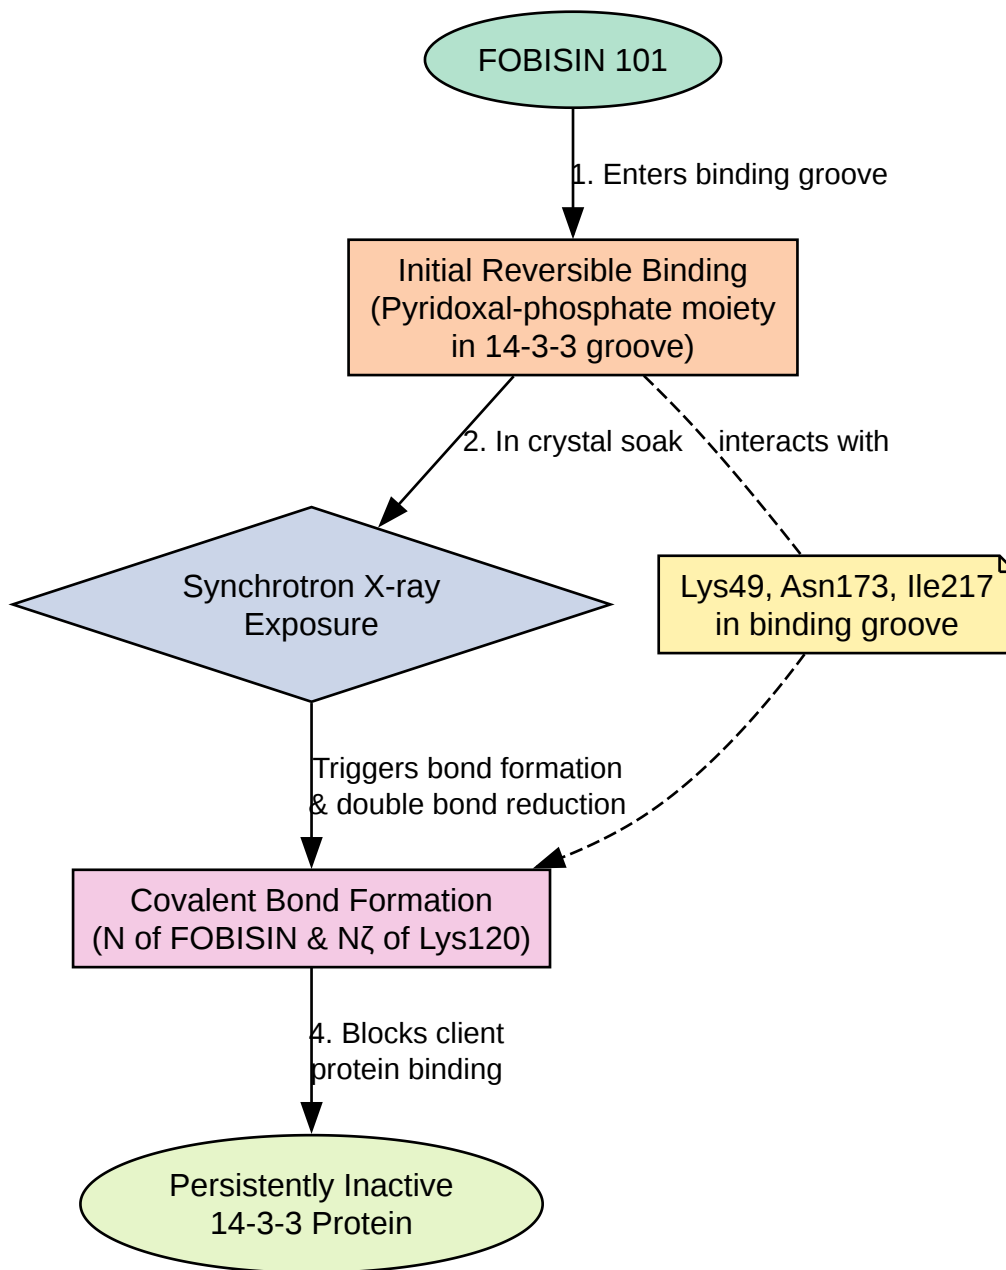 FOBISIN 101
1. Enters binding groove
Initial Reversible Binding
(Pyridoxal-phosphate moiety
in 14-3-3 groove)
2. In crystal soak
interacts with
Synchrotron X-ray
Exposure
Lys49, Asn173, Ile217
in binding groove
Triggers bond formation
& double bond reduction
Covalent Bond Formation
(N of FOBISIN & Nζ of Lys120)
4. Blocks client
protein binding
Persistently Inactive
14-3-3 Protein